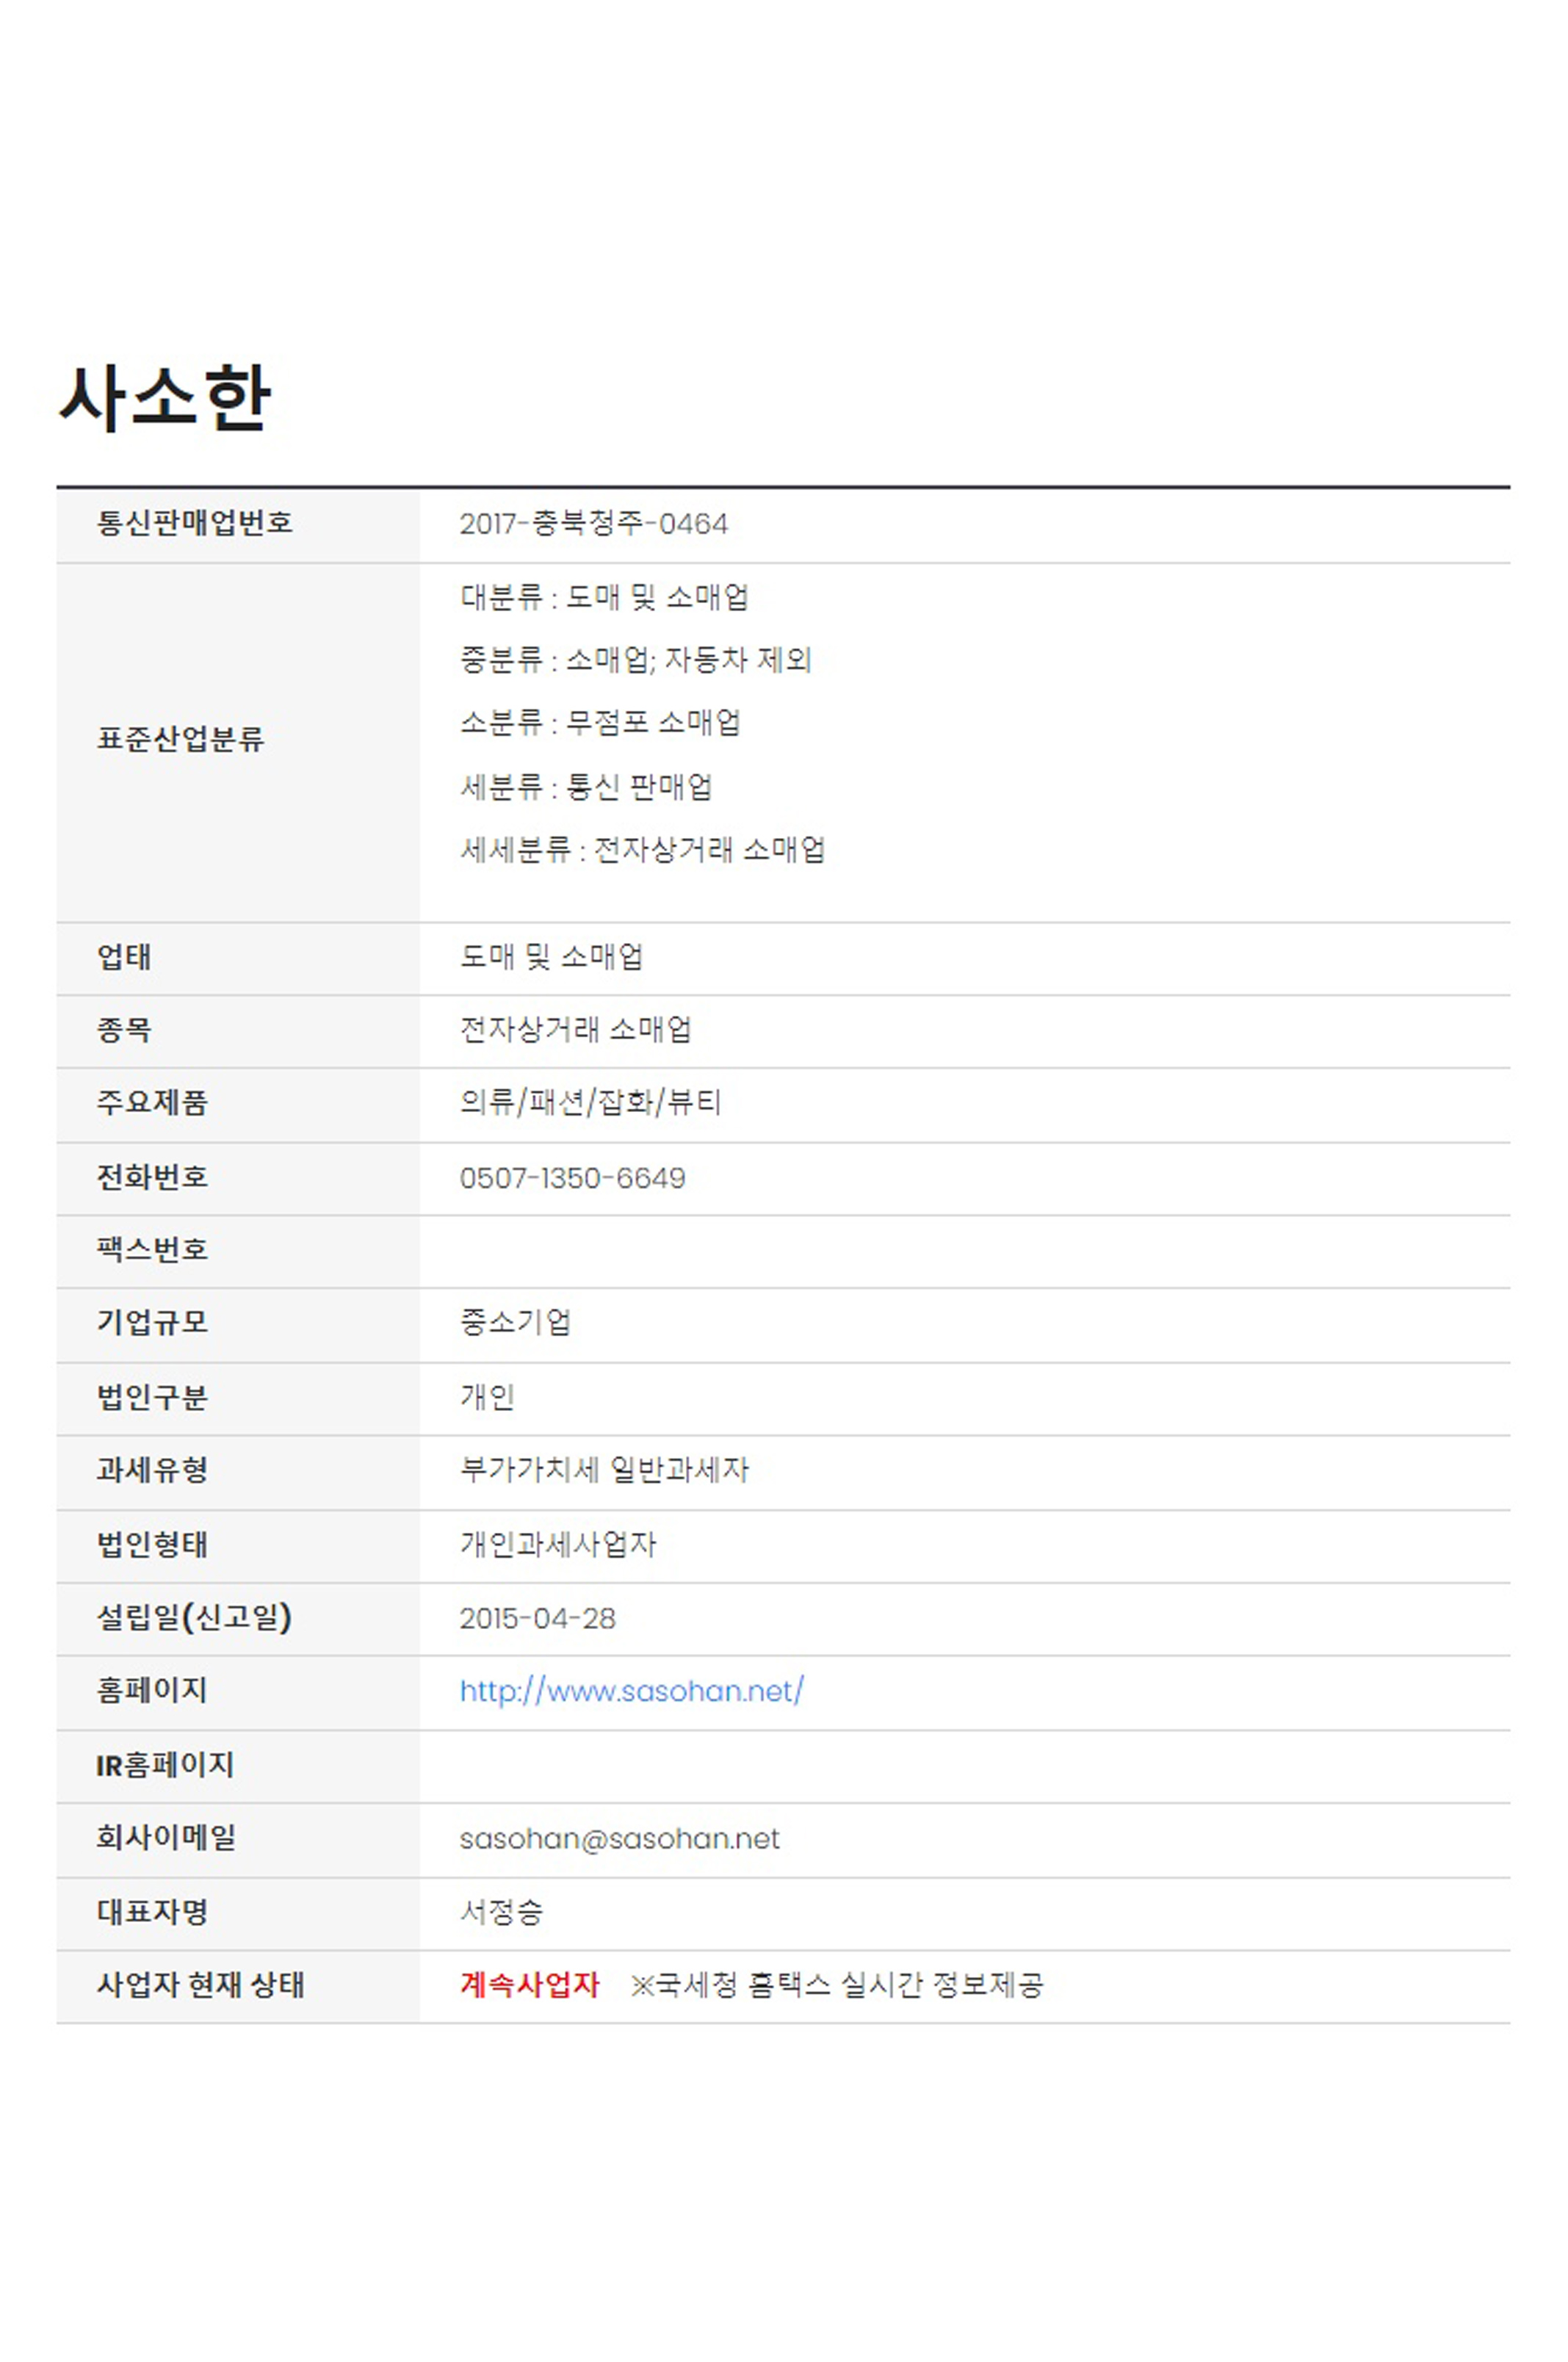 사소한
통신판매업번호 2017-충북청주-0464
대분류 : 도매 및 소매업
중분류 : 소매업; 자동차 제외
소분류 : 무점포 소매업
표준산업분류
세분류 : 통신 판매업
세세분류 : 전자상거래 소매업
업태 도매 및 소매업
종목 전자상거래 소매업
주요제품 의류/패션/잡화/뷰티
전화번호 0507-1350-6649
팩스번호
기업규모 중소기업
법인구분 개인
과세유형 부가가치세 일반과세자
법인형태 개인과세사업자
설립일(신고일) 2015-04-28
홈페이지 http://www.sasohan.net/
IR홈페이지
회사이메일 sasohan@sasohan.net
대표자명 서정승
사업자 현재 상태 계속사업자 ※국세청 홈택스 실시간 정보제공